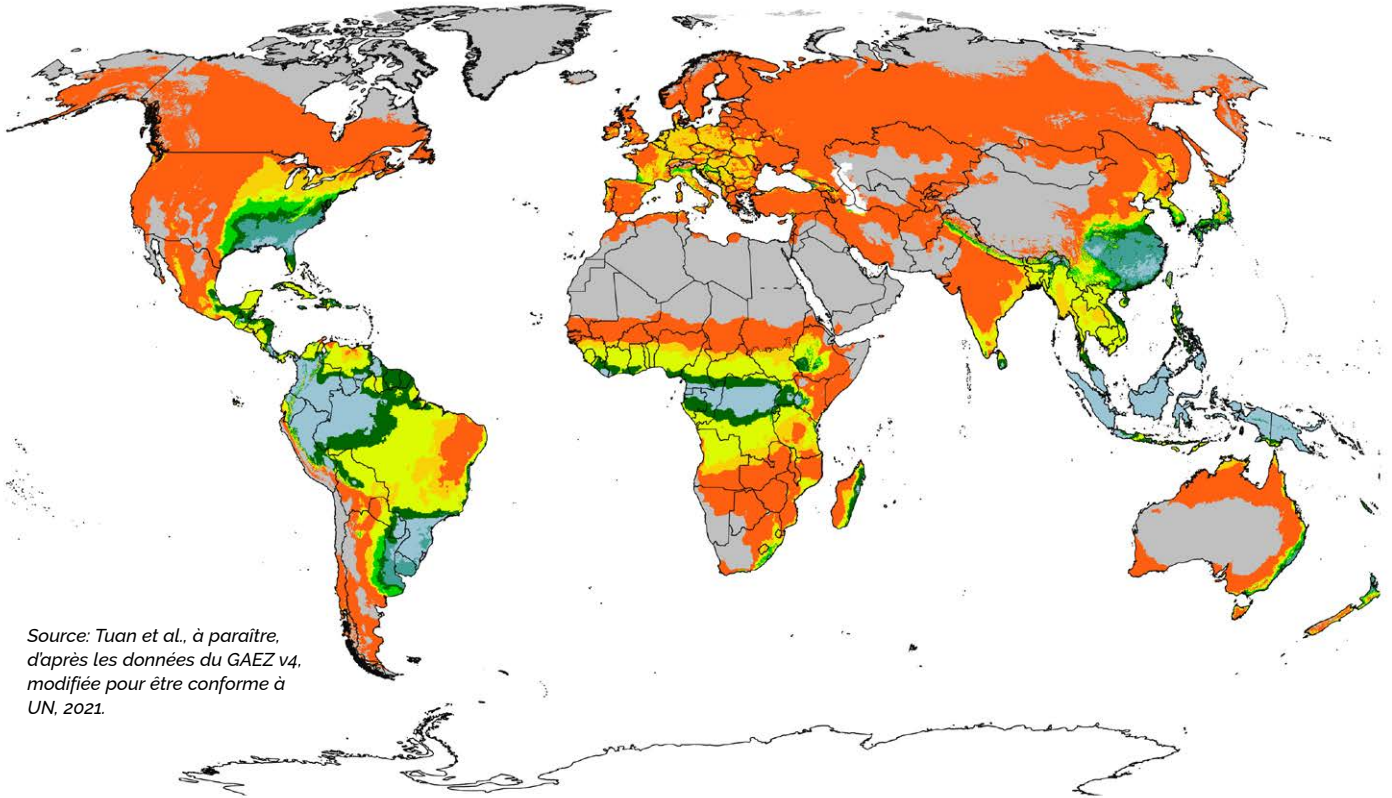 Source: Tuan et al., à paraître,
d'après les données du GAEZ v4,
modifiée pour être conforme à
UN, 2021.